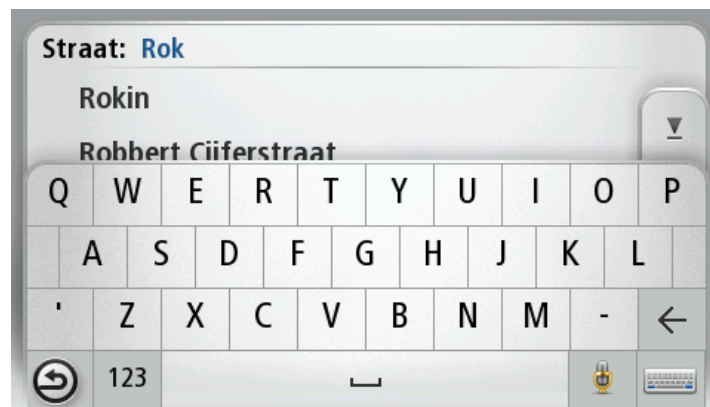 Straat: Rok
Rokin
Robbert Cijferstraat
Q W E R T Y U I O P
A S D F G H J K L
' Z X C V B N M -
123